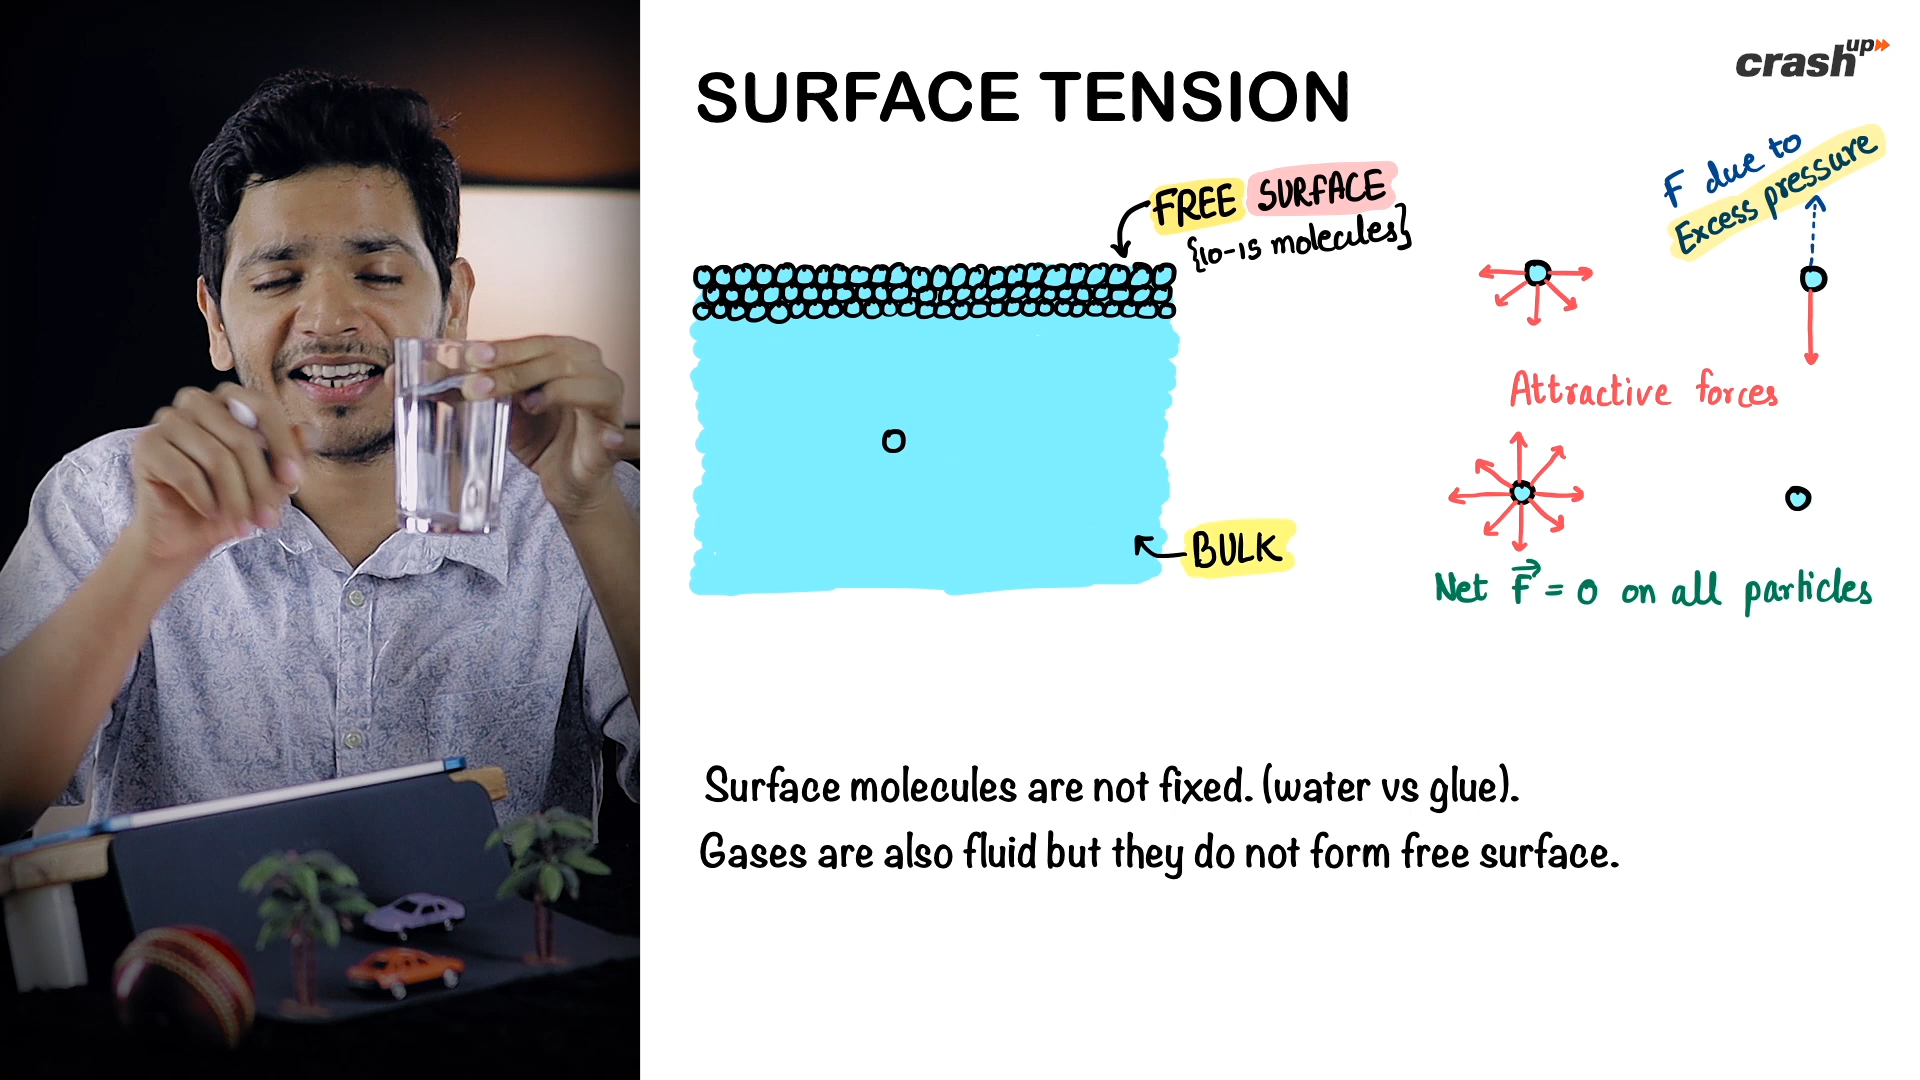 crash up
SURFACE TENSION
FREE SURFACE
{10-15 molecules}
F due to
Excess pressure
Attractive forces
BULK
Net F⃗ = 0 on all particles
Surface molecules are not fixed. (water vs glue).
Gases are also fluid but they do not form free surface.